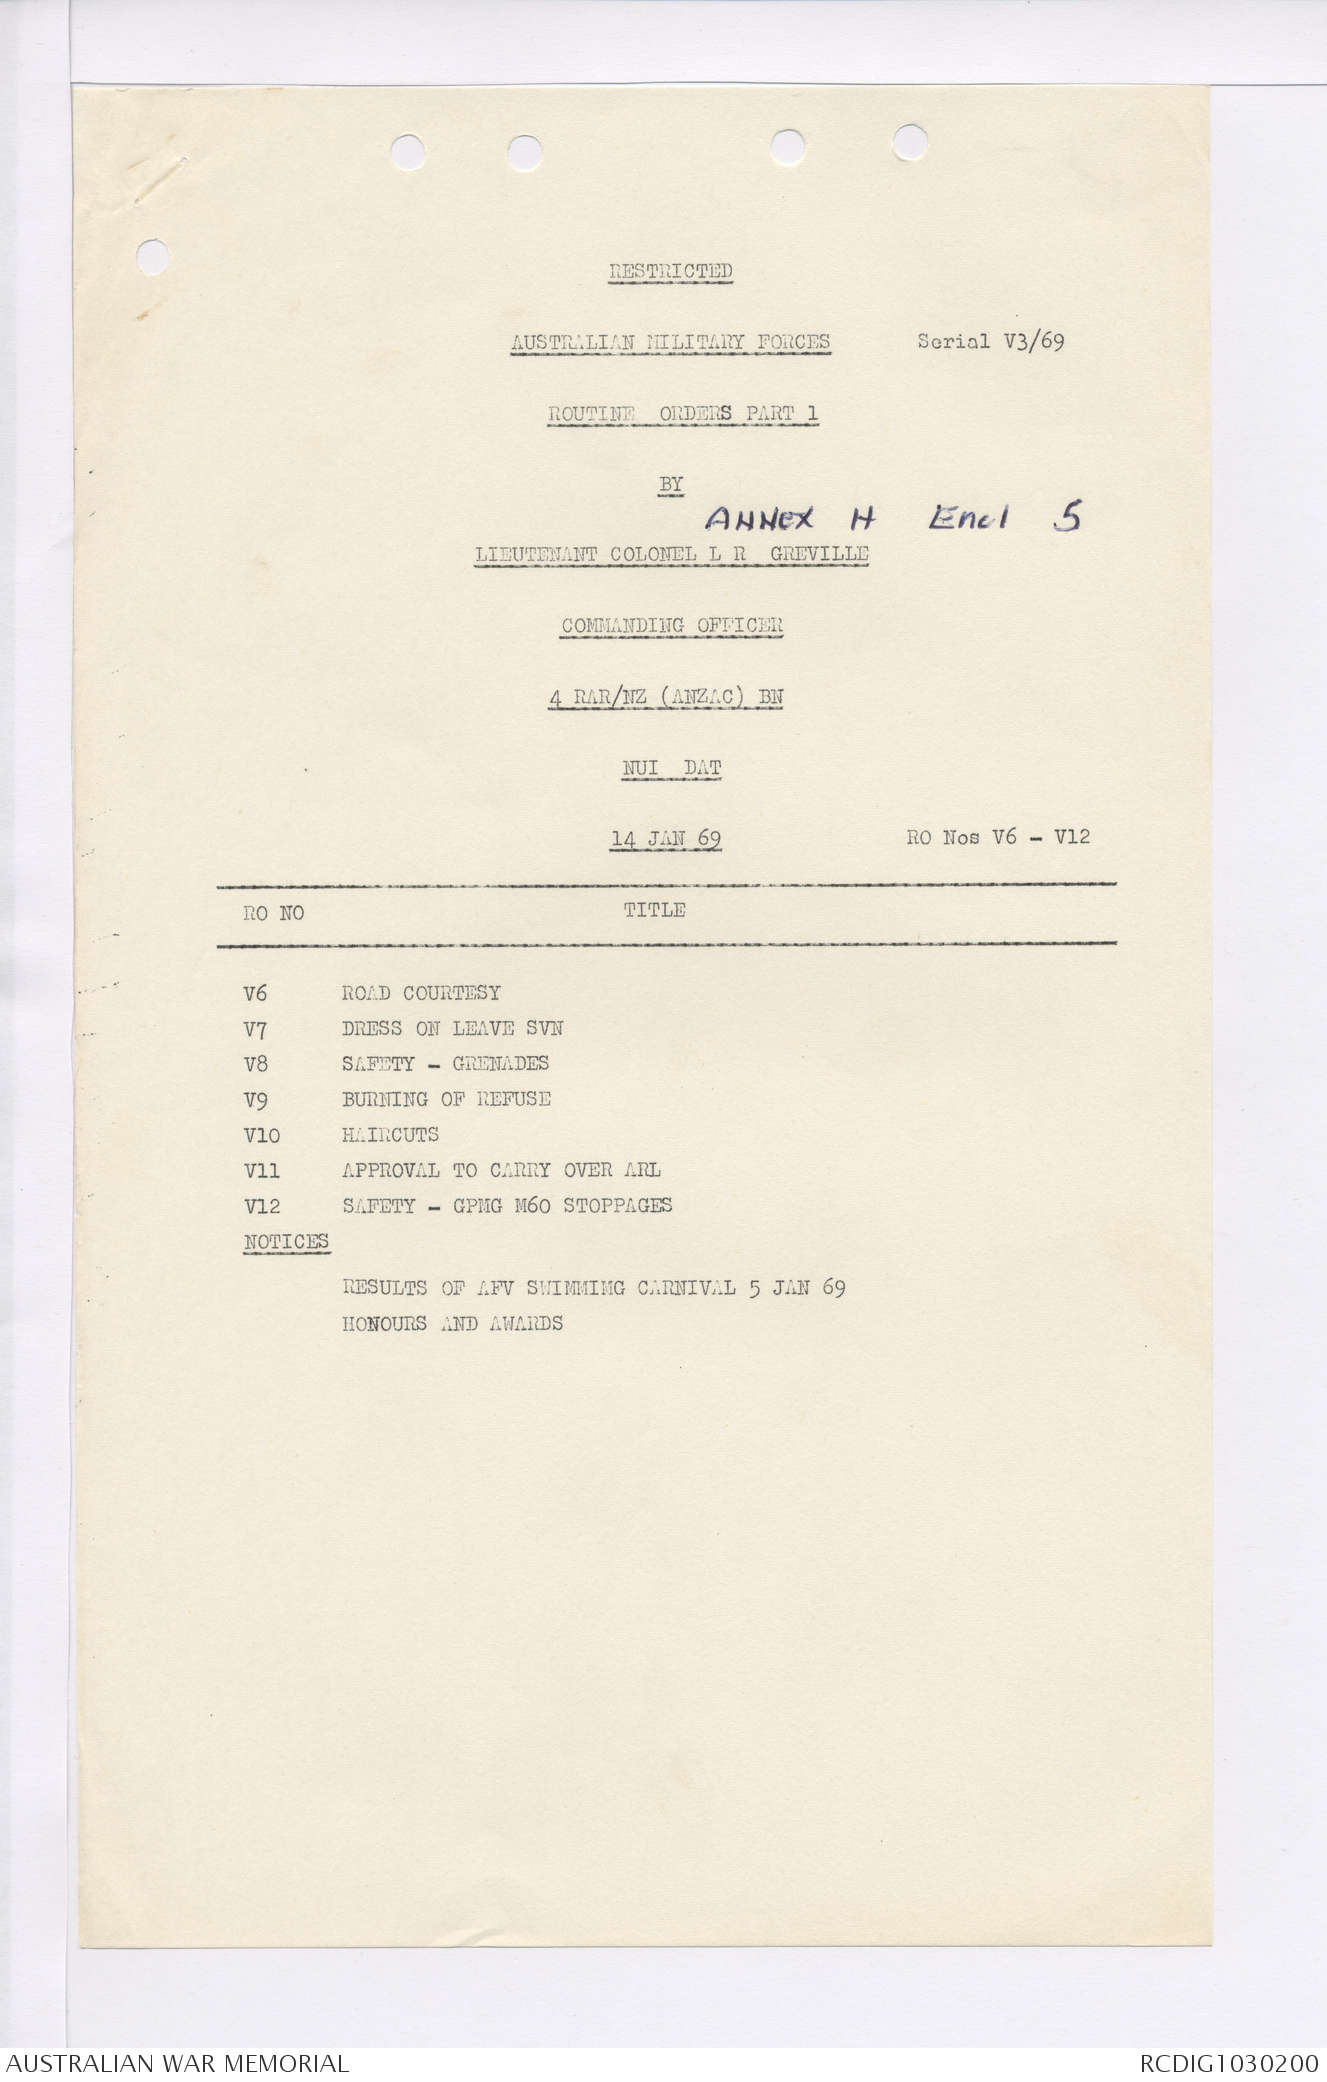 RESTRICTED
AUSTRALIAN MILITARY FORCES Serial V3/69
ROUTINE ORDERS PART 1
BY
ANNEX H Encl 5
LIEUTENANT COLONEL L R GREVILLE
COMMANDING OFFICER
4 RAR/NZ (ANZAC) BN
NUI DAT
14 JAN 69 RO Nos V6 - V12
RO NO TITLE
V6 ROAD COURTESY
V7 DRESS ON LEAVE SVN
V8 SAFETY - GRENADES
V9 BURNING OF REFUSE
V10 HAIRCUTS
V11 APPROVAL TO CARRY OVER ARL
V12 SAFETY - GPMG M60 STOPPAGES
NOTICES
RESULTS OF AFV SWIMMIMG CARNIVAL 5 JAN 69
HONOURS AND AWARDS
AUSTRALIAN WAR MEMORIAL RCDIG1030200